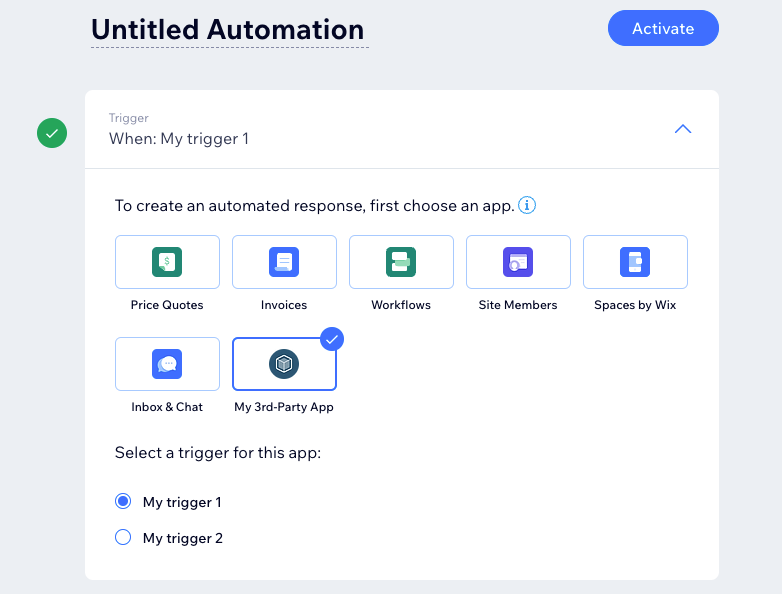 Untitled Automation
Activate
Trigger
When: My trigger 1
To create an automated response, first choose an app.
Price Quotes
Invoices
Workflows
Site Members
Spaces by Wix
Inbox & Chat
My 3rd-Party App
Select a trigger for this app:
My trigger 1
My trigger 2